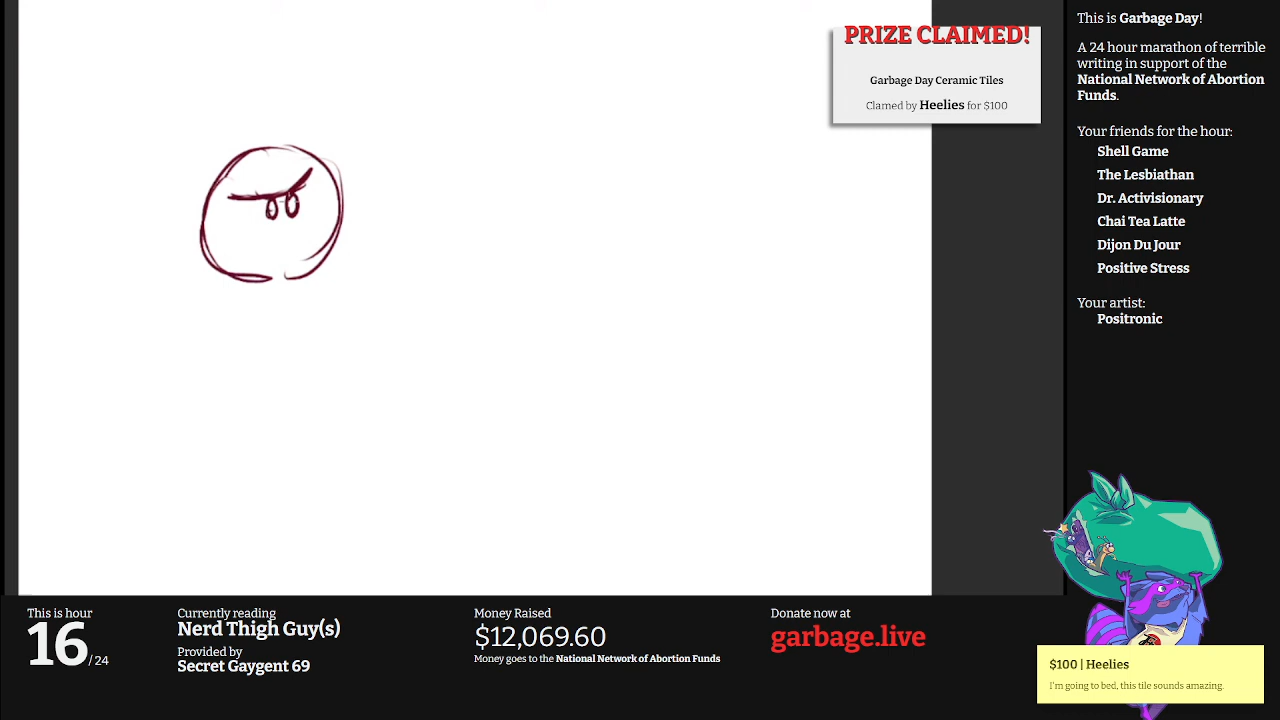 PRIZE CLAIMED!
Garbage Day Ceramic Tiles
Clamed by Heelies for $100
This is Garbage Day!
A 24 hour marathon of terrible
writing in support of the
National Network of Abortion
Funds.
Your friends for the hour:
Shell Game
The Lesbiathan
Dr. Activisionary
Chai Tea Latte
Dijon Du Jour
Positive Stress
Your artist:
Positronic
This is hour
16/24
Currently reading
Nerd Thigh Guy(s)
Provided by
Secret Gaygent 69
Money Raised
$12,069.60
Money goes to the National Network of Abortion Funds
Donate now at
garbage.live
$100 | Heelies
I'm going to bed, this tile sounds amazing.